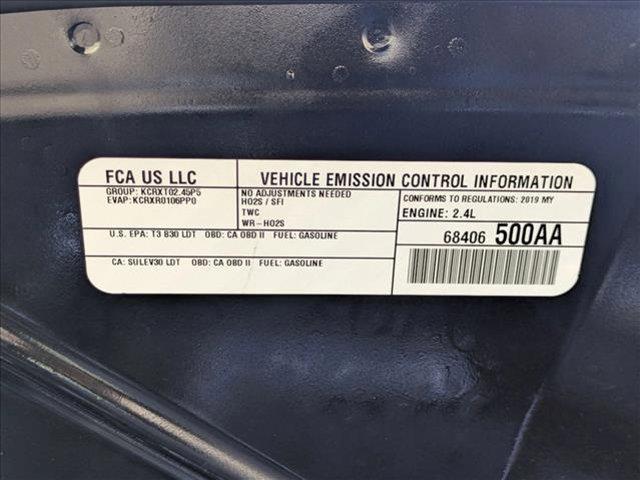 FCA US LLC
VEHICLE EMISSION CONTROL INFORMATION
GROUP: KCRXT02.45P5
EVAP: KCRXR0106PP0
NO ADJUSTMENTS NEEDED
HO2S / SFI
TWC
WR-HO2S
CONFORMS TO REGULATIONS: 2019 MY
ENGINE: 2.4L
U.S. EPA: T3 B30 LDT OBD: CA OBD II FUEL: GASOLINE
68406 500AA
CA: SULEV30 LDT OBD: CA OBD II FUEL: GASOLINE